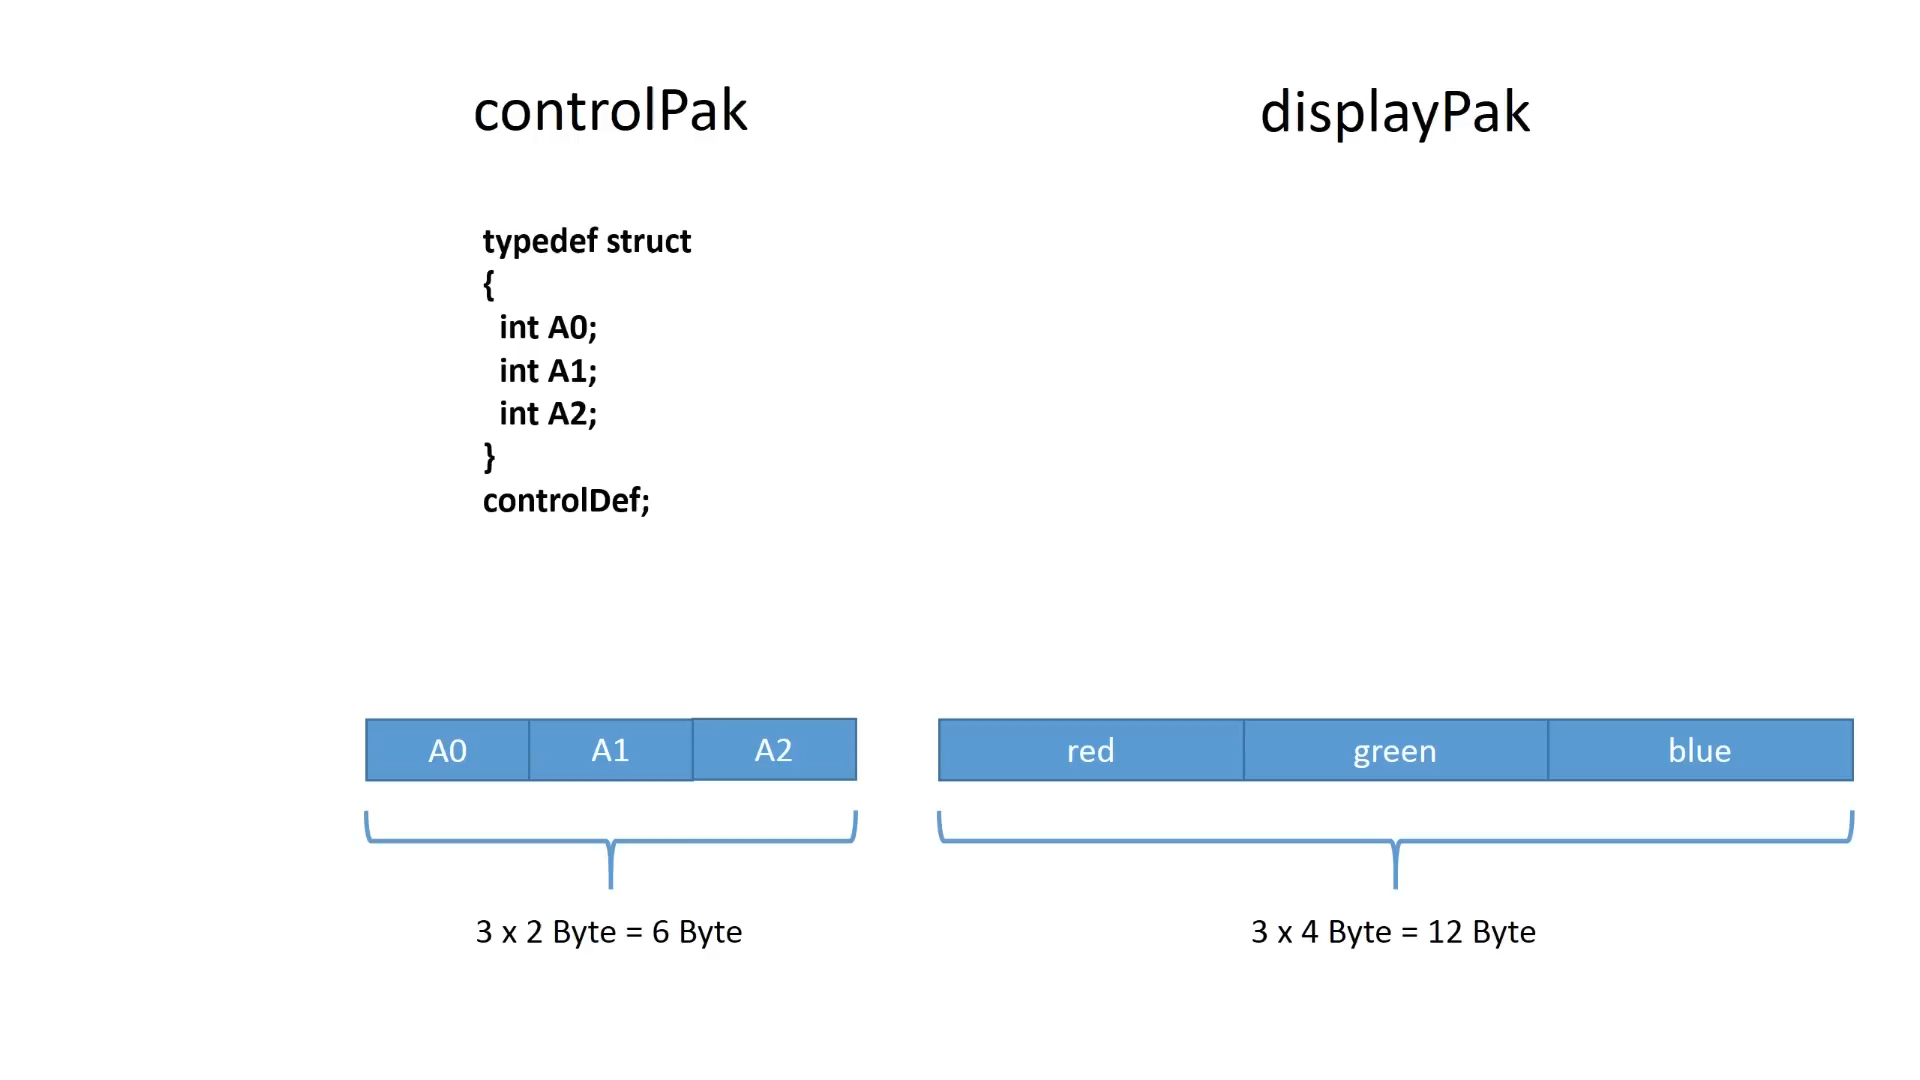 controlPak
displayPak
typedef struct
{
int A0;
int A1;
int A2;
}
controlDef;
A0 A1 A2
red green blue
3 x 2 Byte = 6 Byte
3 x 4 Byte = 12 Byte